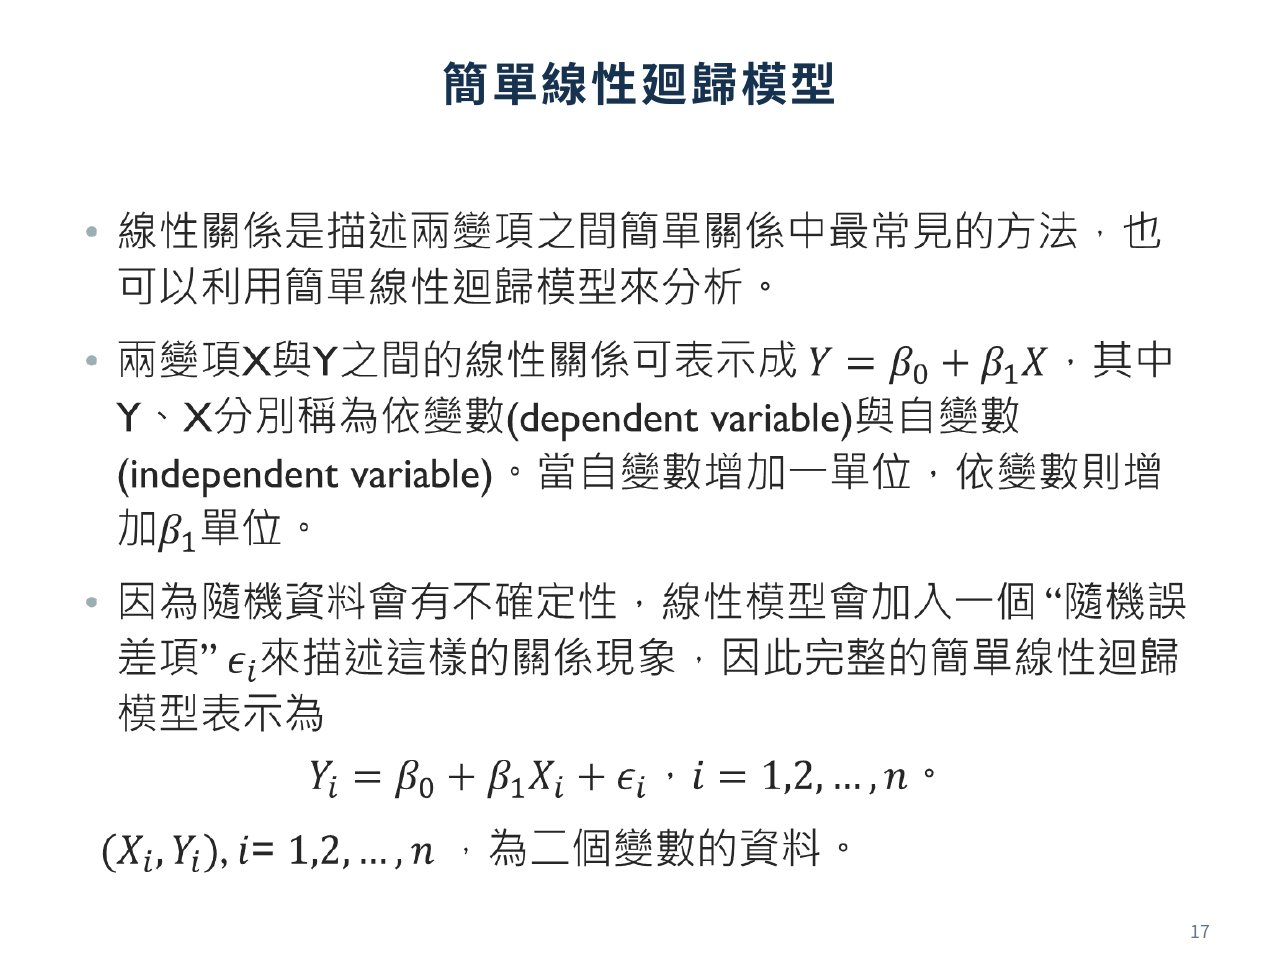 簡單線性迴歸模型
• 線性關係是描述兩變項之間簡單關係中最常見的方法，也
可以利用簡單線性迴歸模型來分析。
• 兩變項X與Y之間的線性關係可表示成 Y = β₀ + β₁X，其中
Y、X分別稱為依變數(dependent variable)與自變數
(independent variable)。當自變數增加一單位，依變數則增
加β₁單位。
• 因為隨機資料會有不確定性，線性模型會加入一個 “隨機誤
差項” ϵᵢ來描述這樣的關係現象，因此完整的簡單線性迴歸
模型表示為
Yᵢ = β₀ + β₁Xᵢ + ϵᵢ，i = 1,2, … , n。
(Xᵢ, Yᵢ), i= 1,2, … , n ，為二個變數的資料。
17